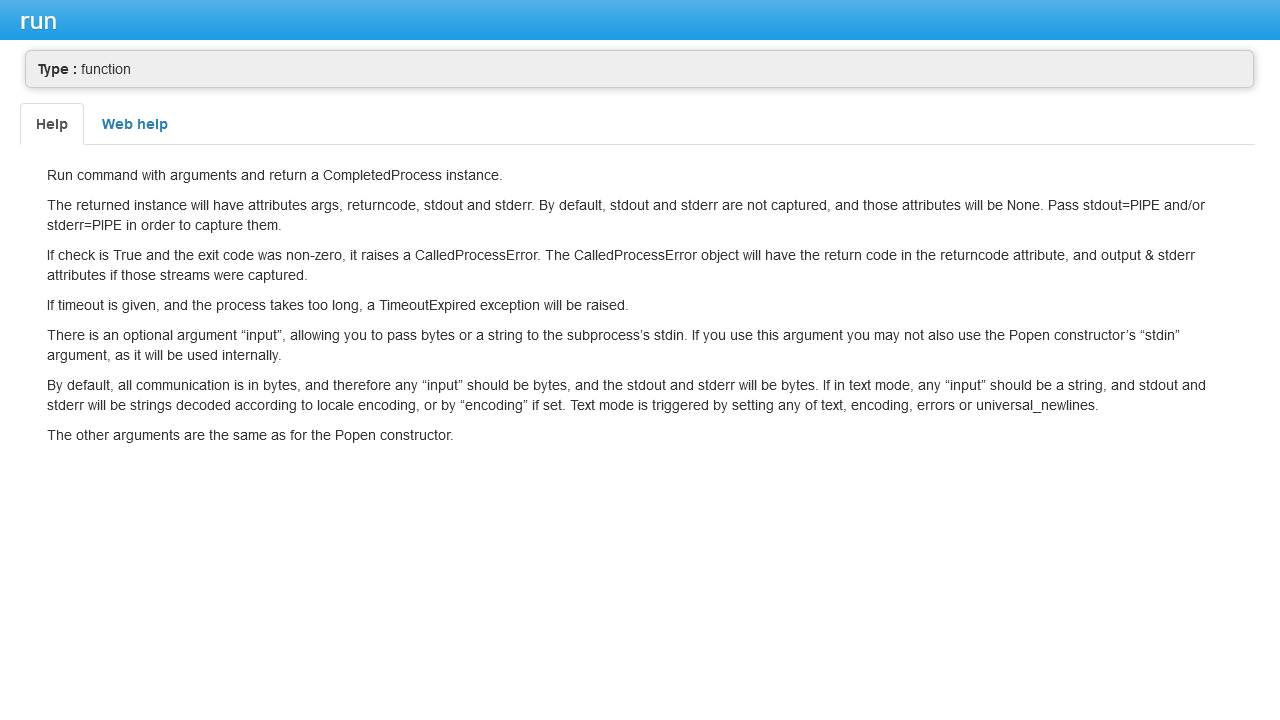 run
Type : function
Help
Web help
Run command with arguments and return a CompletedProcess instance.
The returned instance will have attributes args, returncode, stdout and stderr. By default, stdout and stderr are not captured, and those attributes will be None. Pass stdout=PIPE and/or
stderr=PIPE in order to capture them.
If check is True and the exit code was non-zero, it raises a CalledProcessError. The CalledProcessError object will have the return code in the returncode attribute, and output & stderr
attributes if those streams were captured.
If timeout is given, and the process takes too long, a TimeoutExpired exception will be raised.
There is an optional argument “input”, allowing you to pass bytes or a string to the subprocess’s stdin. If you use this argument you may not also use the Popen constructor’s “stdin”
argument, as it will be used internally.
By default, all communication is in bytes, and therefore any “input” should be bytes, and the stdout and stderr will be bytes. If in text mode, any “input” should be a string, and stdout and
stderr will be strings decoded according to locale encoding, or by “encoding” if set. Text mode is triggered by setting any of text, encoding, errors or universal_newlines.
The other arguments are the same as for the Popen constructor.